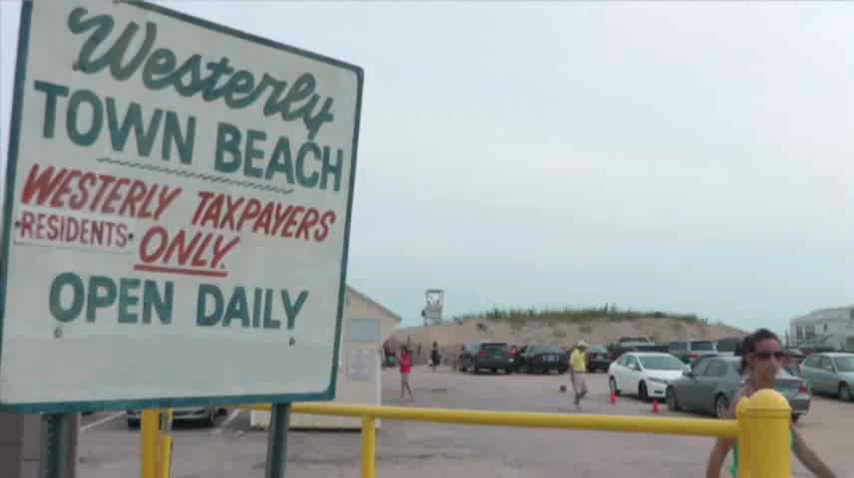 Westerly
TOWN BEACH
WESTERLY TAXPAYERS
•RESIDENTS• ONLY.
OPEN DAILY